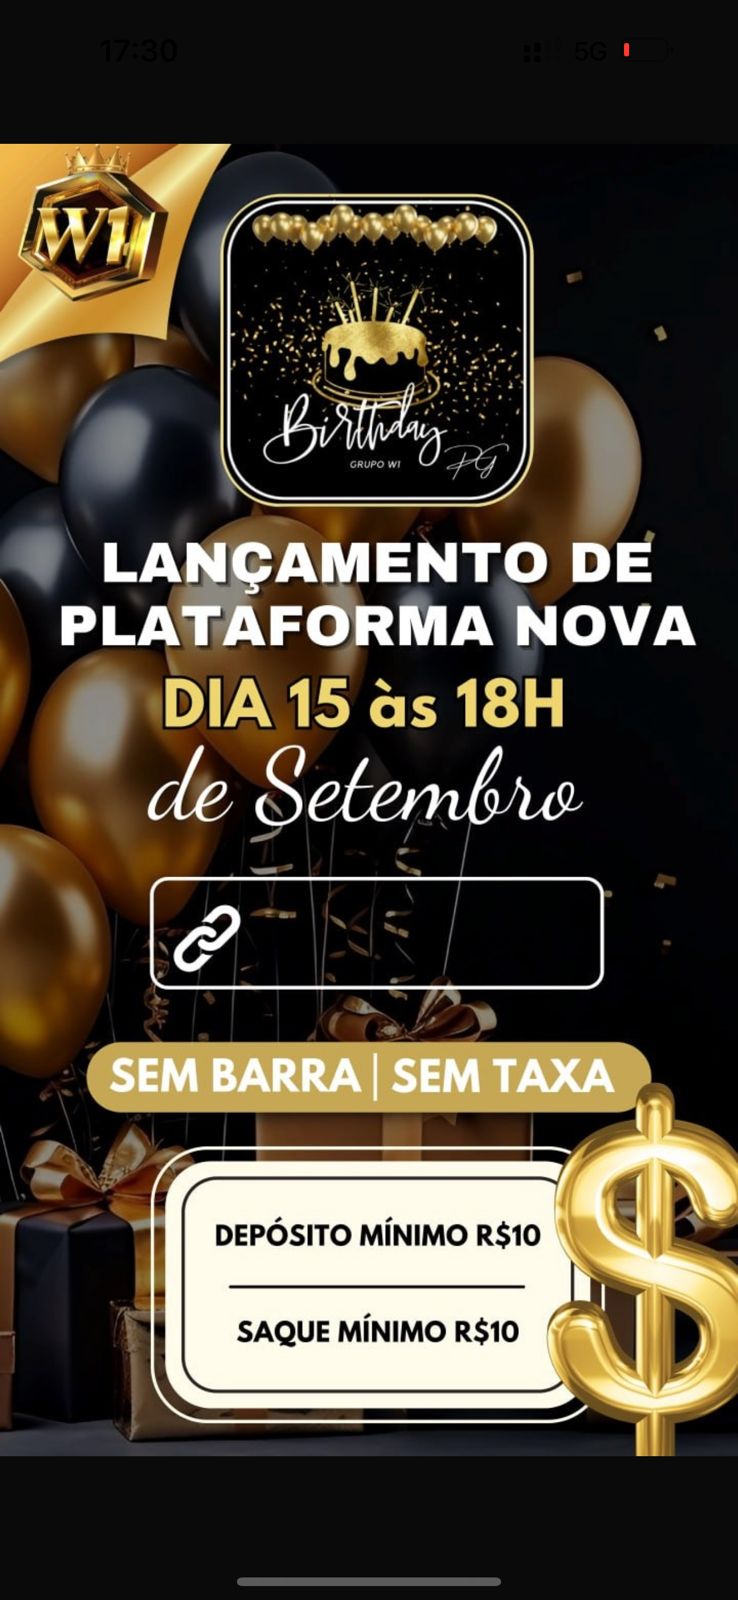 17:30
5G
W1
Birthday
GRUPO W1
PG
LANÇAMENTO DE
PLATAFORMA NOVA
DIA 15 às 18H
de Setembro
SEM BARRA | SEM TAXA
DEPÓSITO MÍNIMO R$10
SAQUE MÍNIMO R$10
$